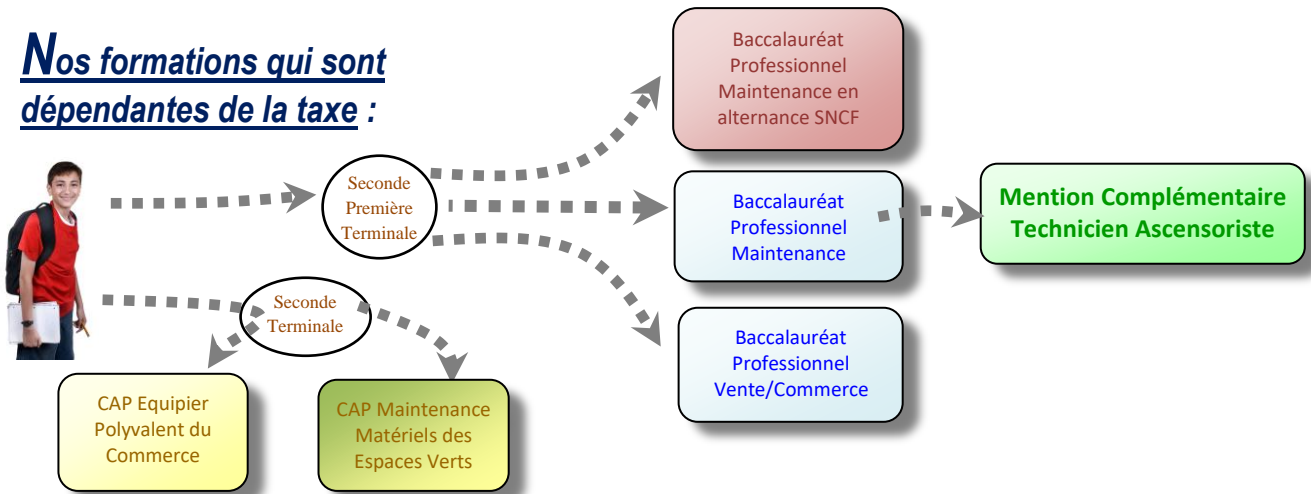 Nos formations qui sont
dépendantes de la taxe :
Baccalauréat
Professionnel
Maintenance en
alternance SNCF
Seconde
Première
Terminale
Baccalauréat
Professionnel
Maintenance
Mention Complémentaire
Technicien Ascensoriste
Seconde
Terminale
Baccalauréat
Professionnel
Vente/Commerce
CAP Equipier
Polyvalent du
Commerce
CAP Maintenance
Matériels des
Espaces Verts